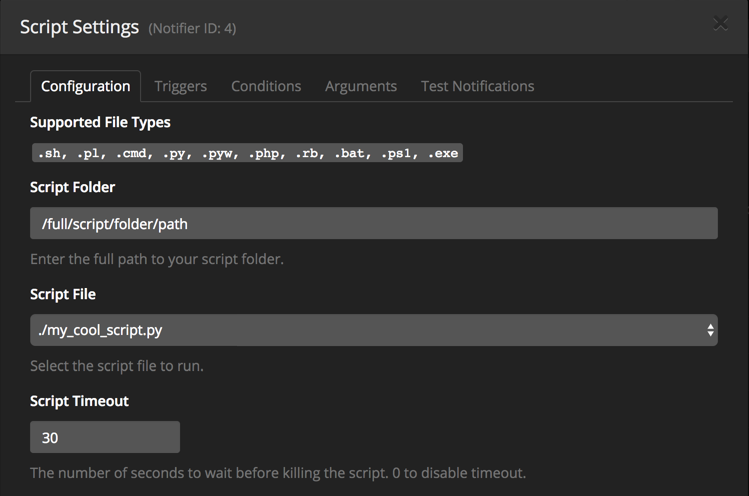 Script Settings (Notifier ID: 4)
Configuration Triggers Conditions Arguments Test Notifications
Supported File Types
.sh, .pl, .cmd, .py, .pyw, .php, .rb, .bat, .ps1, .exe
Script Folder
/full/script/folder/path
Enter the full path to your script folder.
Script File
./my_cool_script.py
Select the script file to run.
Script Timeout
30
The number of seconds to wait before killing the script. 0 to disable timeout.